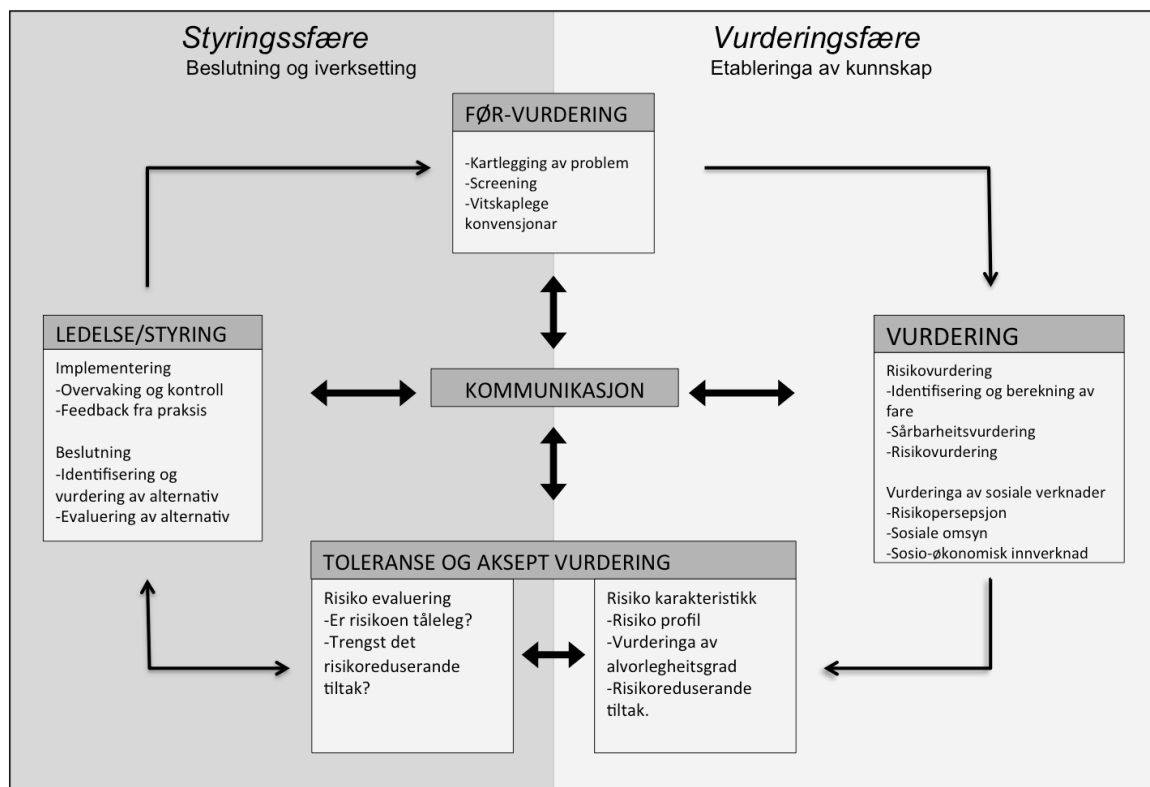 Styringssfære
Beslutning og iverksetting
Vurderingsfære
Etableringa av kunnskap
FØR-VURDERING
-Kartlegging av problem
-Screening
-Vitskaplege
konvensjonar
LEDELSE/STYRING
Implementering
-Overvaking og kontroll
-Feedback fra praksis
Beslutning
-Identifisering og
vurdering av alternativ
-Evaluering av alternativ
KOMMUNIKASJON
VURDERING
Risikovurdering
-Identifisering og berekning av
fare
-Sårbarheitsvurdering
-Risikovurdering
Vurderinga av sosiale verknader
-Risikopersepsjon
-Sosiale omsyn
-Sosio-økonomisk innverknad
TOLERANSE OG AKSEPT VURDERING
Risiko evaluering
-Er risikoen tåleleg?
-Trengst det
risikoreduserande
tiltak?
Risiko karakteristikk
-Risiko profil
-Vurderinga av
alvorlegheitsgrad
-Risikoreduserande
tiltak.